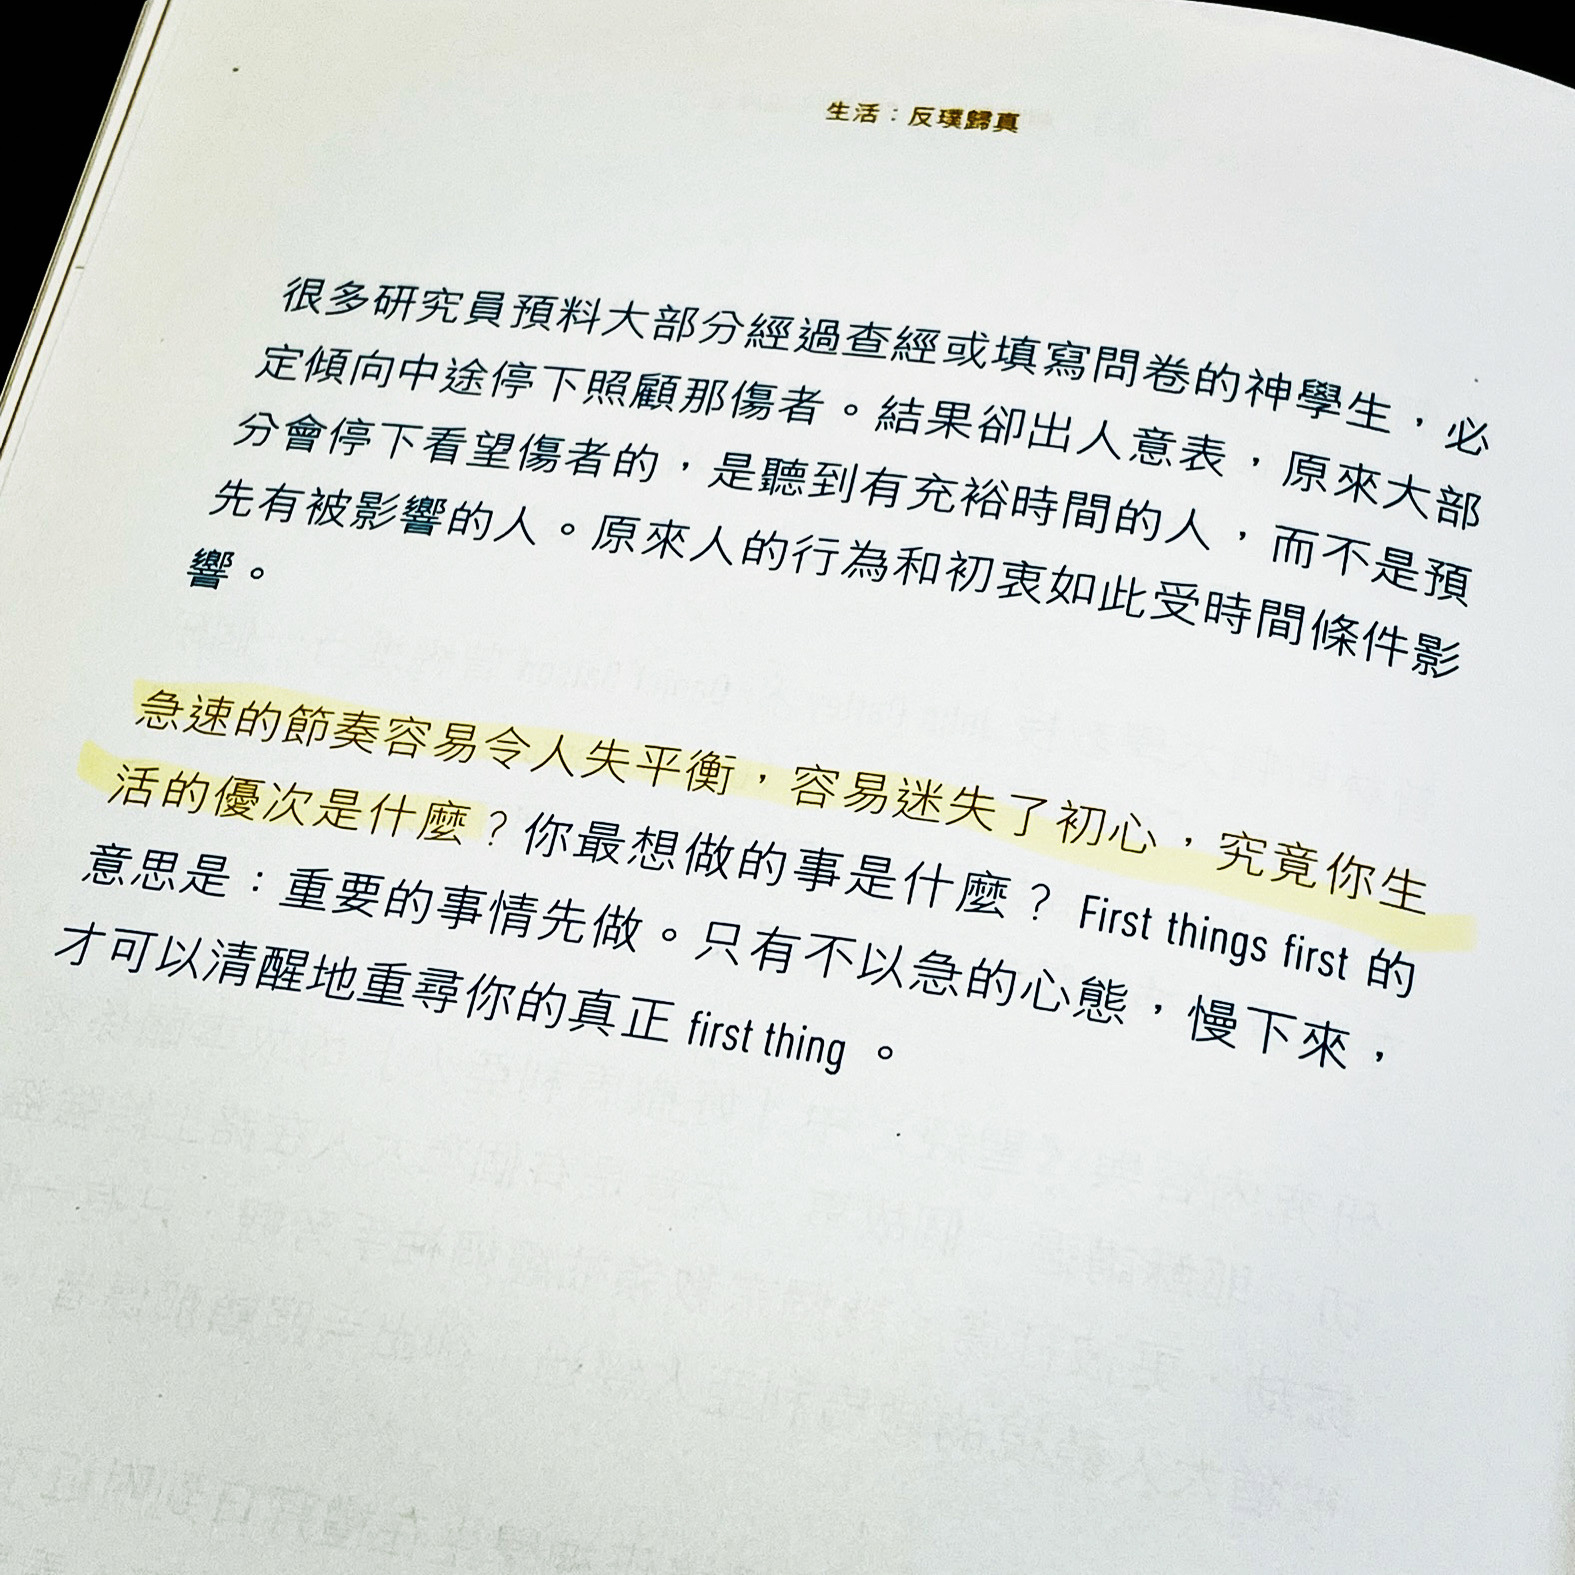 生活：反璞歸真
很多研究員預料大部分經過查經或填寫問卷的神學生，必
定傾向中途停下照顧那傷者。結果卻出人意表，原來大部
分會停下看望傷者的，是聽到有充裕時間的人，而不是預
先有被影響的人。原來人的行為和初衷如此受時間條件影
響。
急速的節奏容易令人失平衡，容易迷失了初心，究竟你生
活的優次是什麼？你最想做的事是什麼？ First things first 的
意思是：重要的事情先做。只有不以急的心態，慢下來，
才可以清醒地重尋你的真正 first thing 。